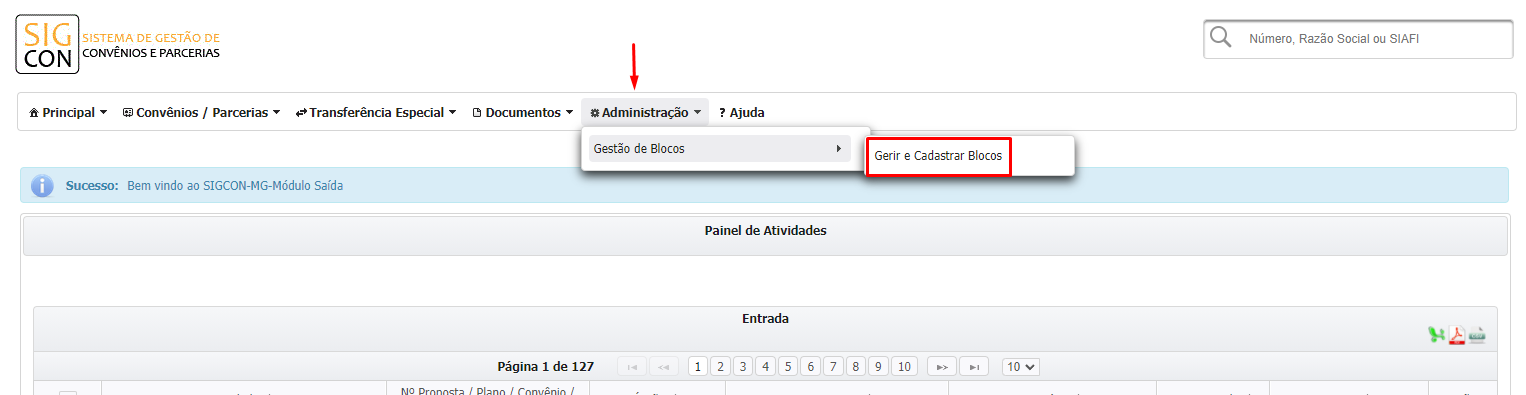 SIG
CON
SISTEMA DE GESTÃO DE
CONVÊNIOS E PARCERIAS
Número, Razão Social ou SIAFI
Principal Convênios / Parcerias Transferência Especial Documentos Administração ? Ajuda
Gestão de Blocos
Gerir e Cadastrar Blocos
Sucesso: Bem vindo ao SIGCON-MG-Módulo Saída
Painel de Atividades
Entrada
Página 1 de 127 1 2 3 4 5 6 7 8 9 10 10
Nº Proposta / Plano / Convênio /